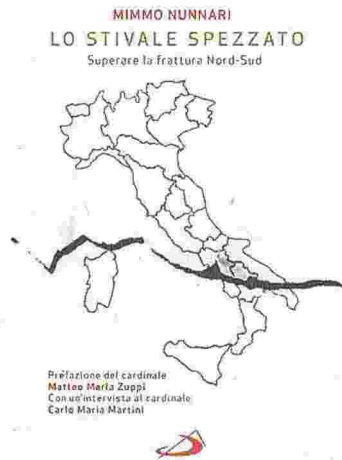 MIMMO NUNNARI
LO STIVALE SPEZZATO
Superare la frattura Nord-Sud
Prefazione del cardinale
Matteo Maria Zuppi
Con un'intervista al cardinale
Carlo Maria Martini